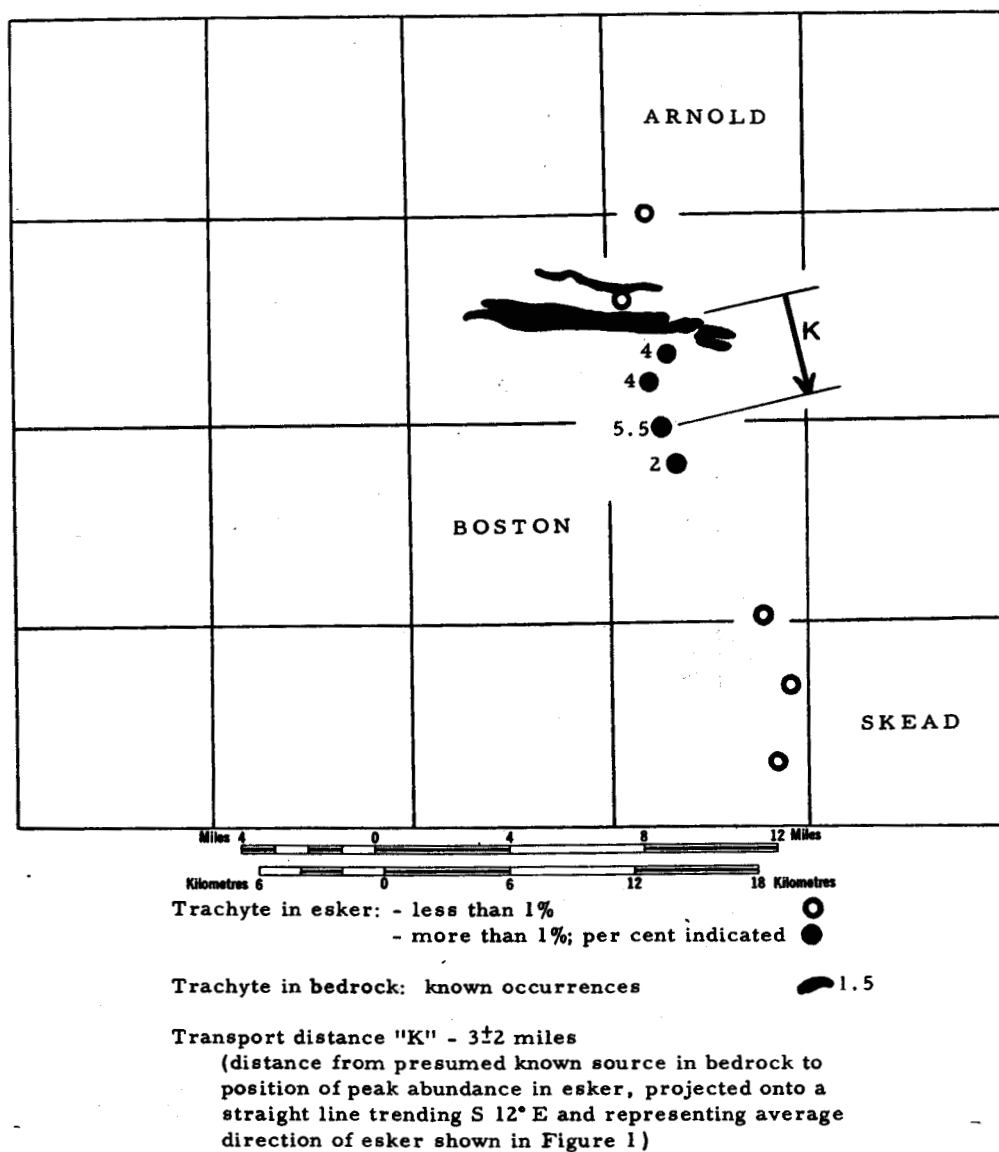 ARNOLD
K
4
4
5.5
2
BOSTON
SKEAD
Miles 4 0 4 8 12 Miles
Kilometres 6 0 6 12 18 Kilometres
Trachyte in esker: - less than 1%
- more than 1%; per cent indicated
Trachyte in bedrock: known occurrences 1.5
Transport distance "K" - 3±2 miles
(distance from presumed known source in bedrock to
position of peak abundance in esker, projected onto a
straight line trending S 12° E and representing average
direction of esker shown in Figure 1)